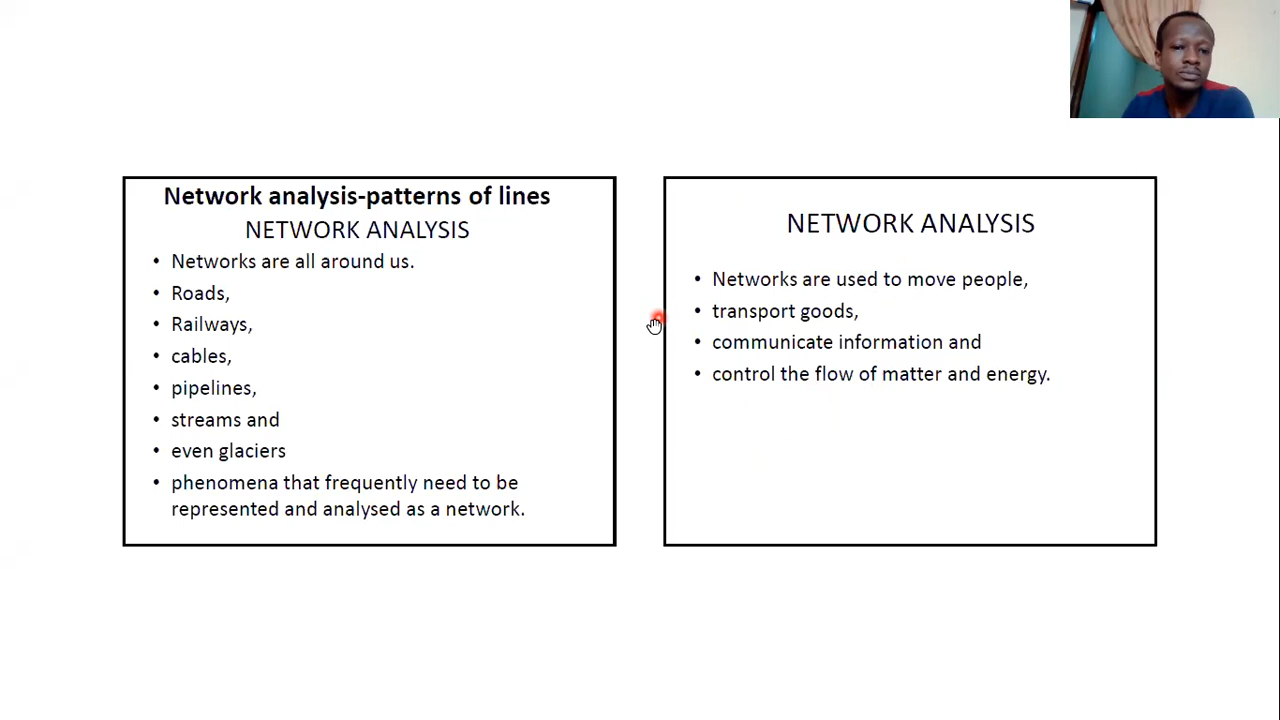 Network analysis-patterns of lines
NETWORK ANALYSIS
• Networks are all around us.
• Roads,
• Railways,
• cables,
• pipelines,
• streams and
• even glaciers
• phenomena that frequently need to be
represented and analysed as a network.
NETWORK ANALYSIS
• Networks are used to move people,
• transport goods,
• communicate information and
• control the flow of matter and energy.